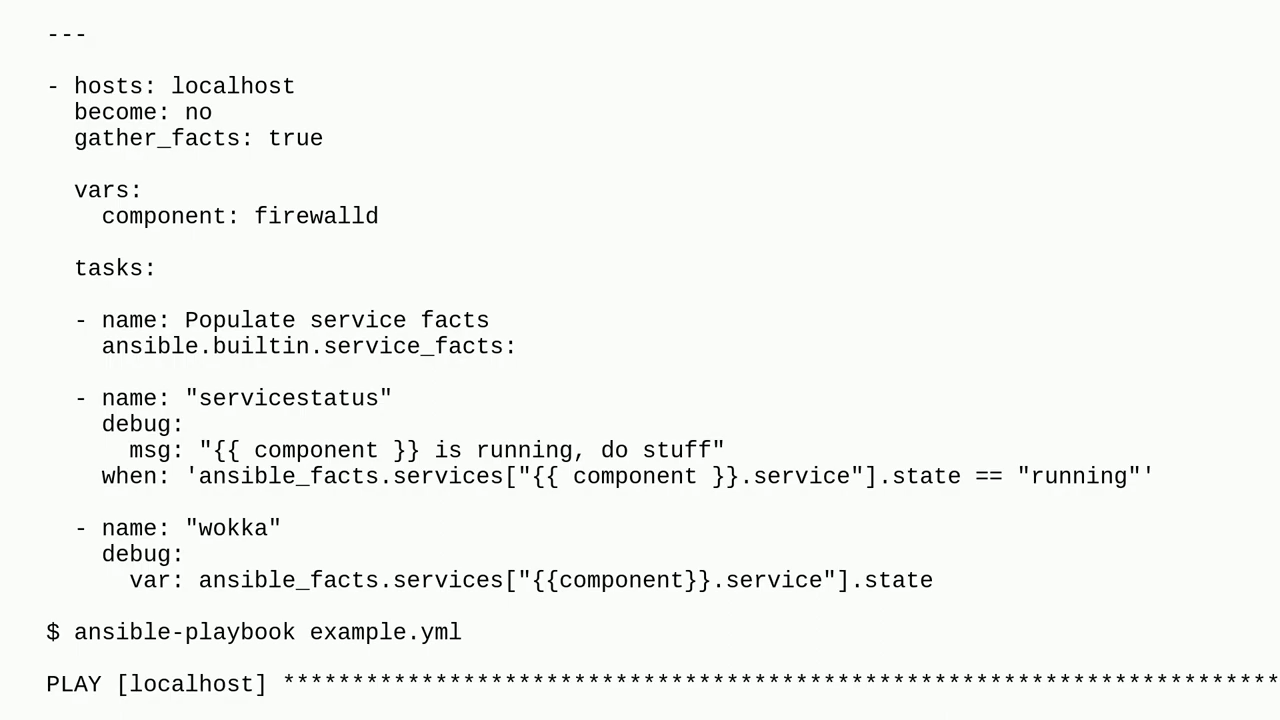 ---
- hosts: localhost
  become: no
  gather_facts: true
  vars:
    component: firewalld
  tasks:
  - name: Populate service facts
    ansible.builtin.service_facts:
  - name: "servicestatus"
    debug:
      msg: "{{ component }} is running, do stuff"
    when: 'ansible_facts.services["{{ component }}.service"].state == "running"'
  - name: "wokka"
    debug:
      var: ansible_facts.services["{{component}}.service"].state
$ ansible-playbook example.yml
PLAY [localhost] ************************************************************************